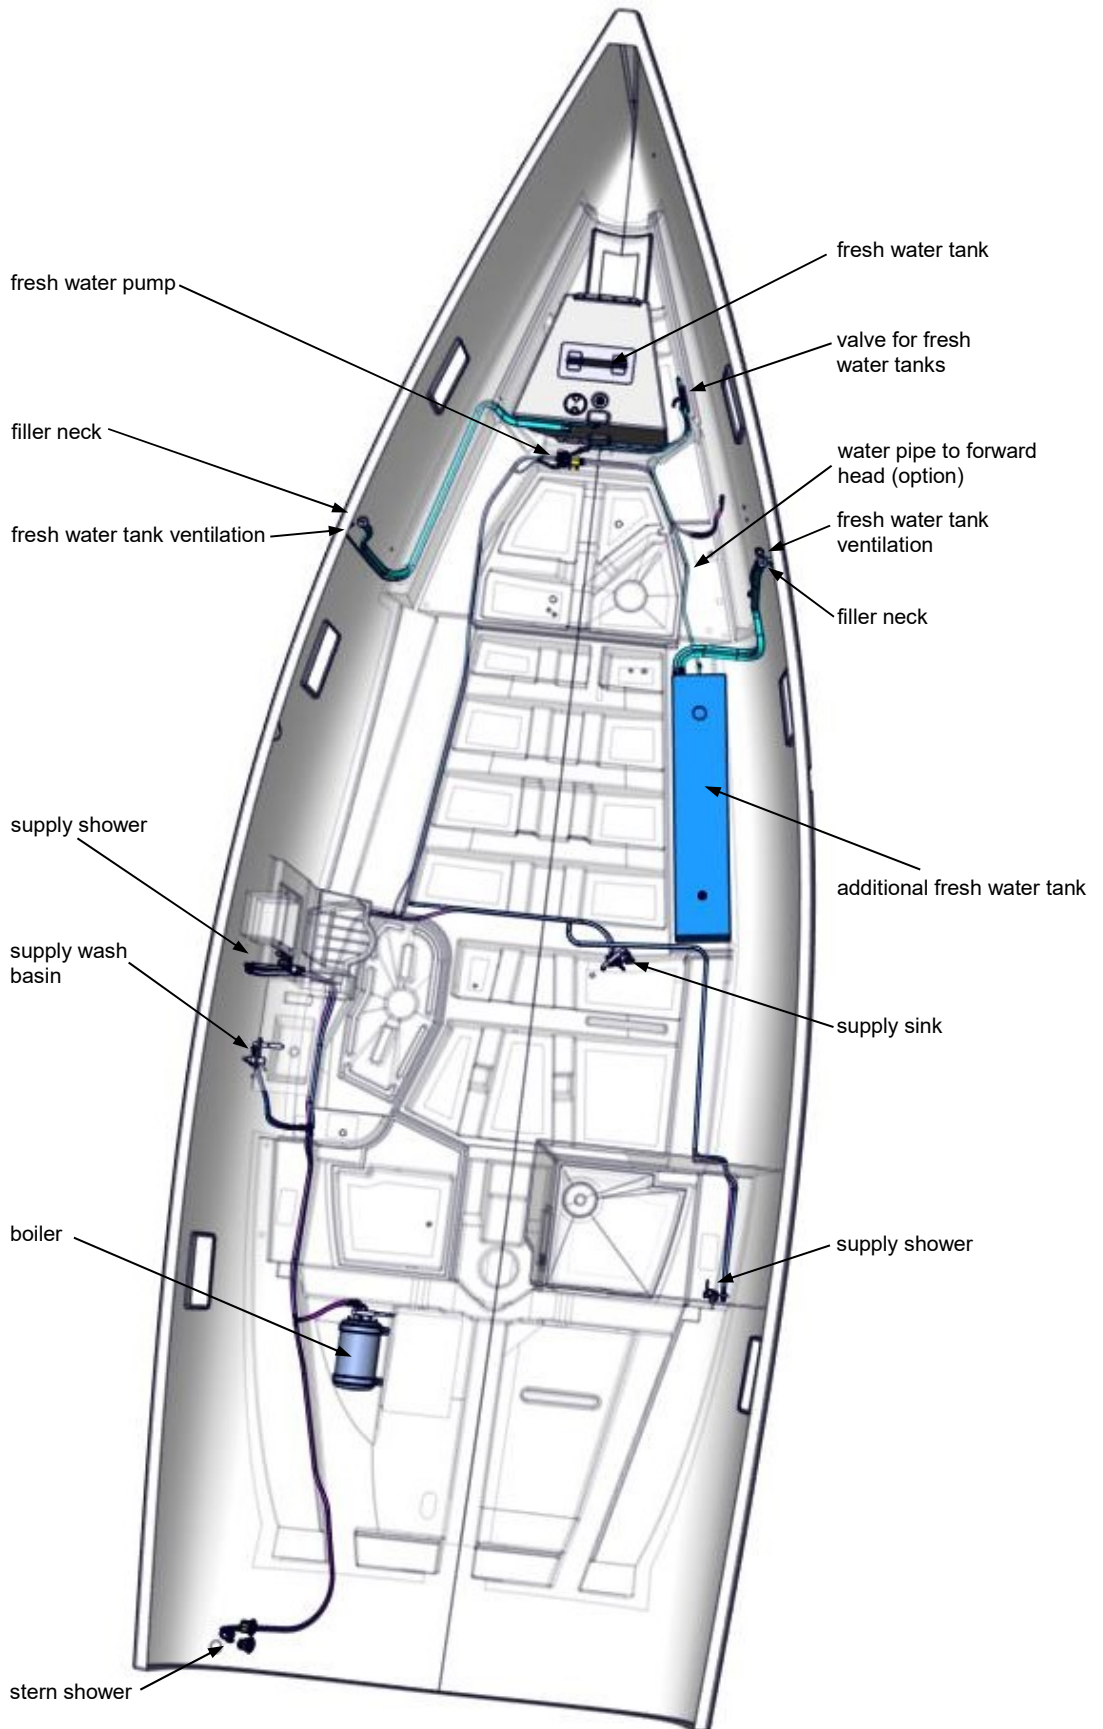 fresh water tank
fresh water pump
valve for fresh
water tanks
filler neck
water pipe to forward
head (option)
fresh water tank ventilation
fresh water tank
ventilation
filler neck
supply shower
additional fresh water tank
supply wash
basin
supply sink
boiler
supply shower
stern shower